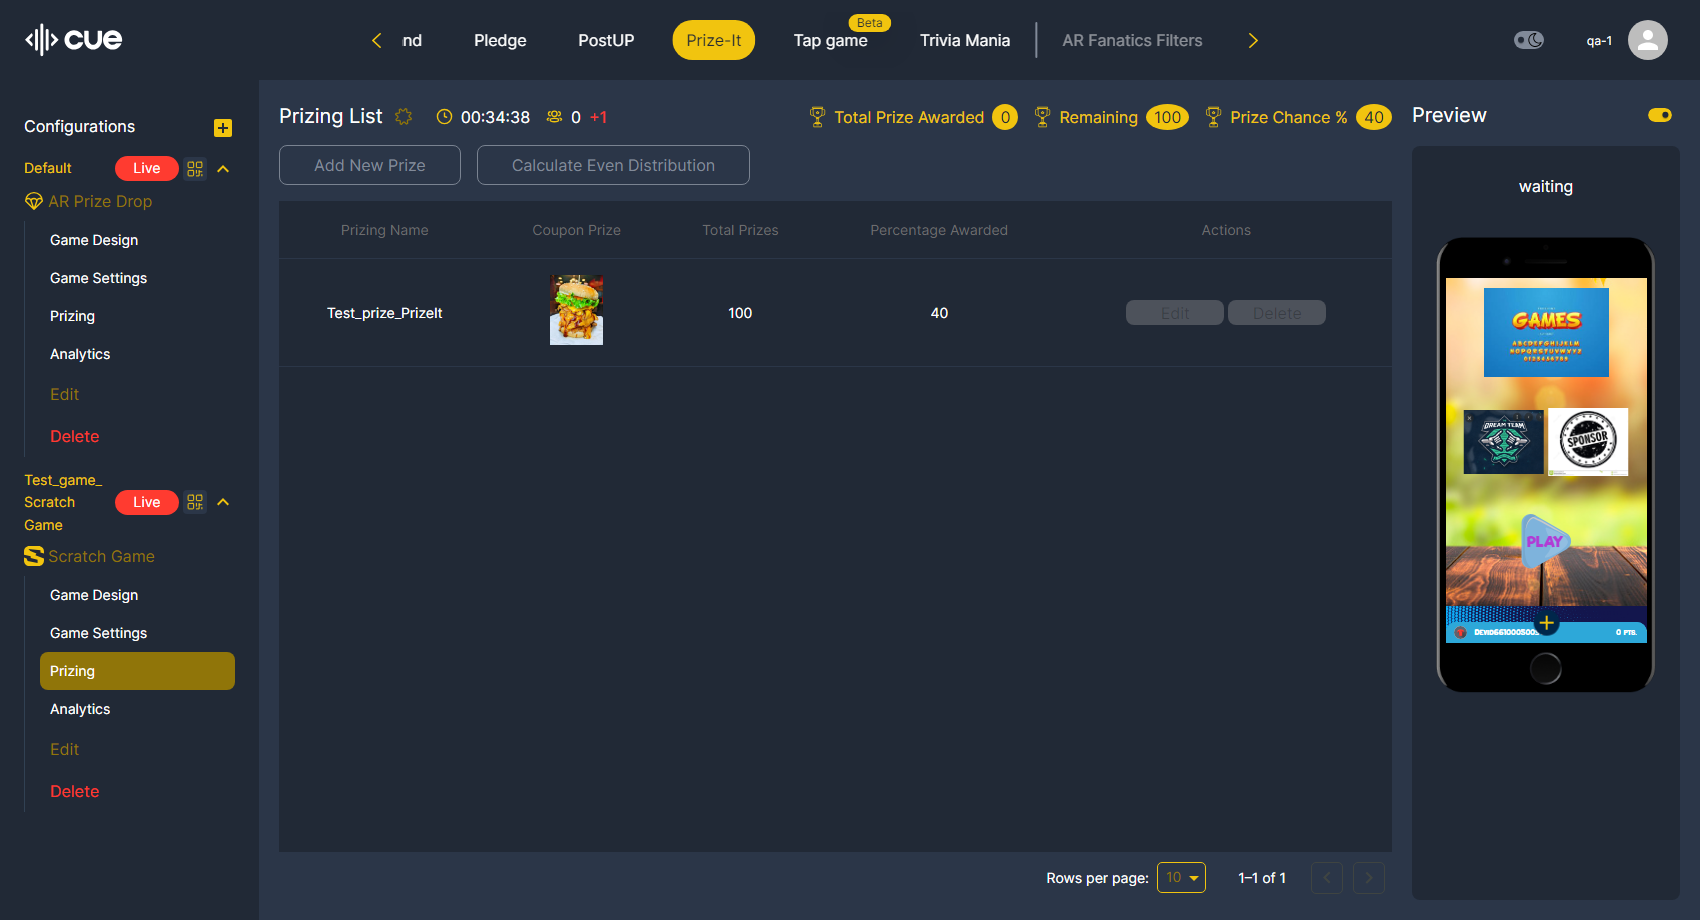 cue
nd
Pledge
PostUP
Prize-It
Beta
Tap game
Trivia Mania
AR Fanatics Filters
qa-1
Configurations
Default
Live
AR Prize Drop
Game Design
Game Settings
Prizing
Analytics
Edit
Delete
Test_game_
Scratch
Game
Live
Scratch Game
Game Design
Game Settings
Prizing
Analytics
Edit
Delete
Prizing List
00:34:38
0 +1
Total Prize Awarded 0
Remaining 100
Prize Chance % 40
Add New Prize
Calculate Even Distribution
Prizing Name
Coupon Prize
Total Prizes
Percentage Awarded
Actions
Test_prize_PrizeIt
100
40
Edit
Delete
Rows per page: 10
1–1 of 1
Preview
waiting
GAMES
ABCDEFGHIJKLM
NOPQRSTUVWXYZ
0123456789
DREAM TEAM
SPONSOR
PLAY
+
0 PTS.